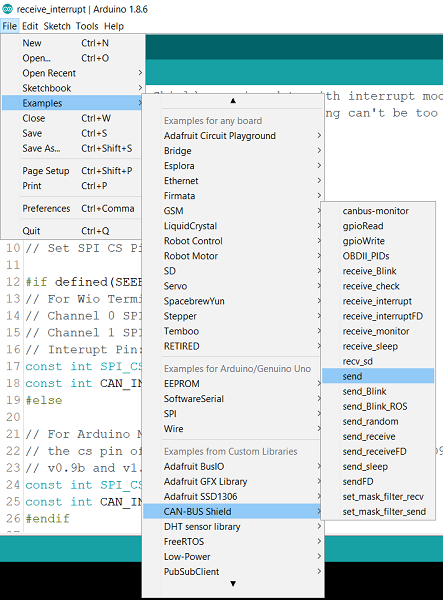 receive_interrupt | Arduino 1.8.6
File Edit Sketch Tools Help
New Ctrl+N
Open... Ctrl+O
Open Recent
Sketchbook
Examples
Close Ctrl+W
Save Ctrl+S
Save As... Ctrl+Shift+S
Page Setup Ctrl+Shift+P
Print Ctrl+P
Preferences Ctrl+Comma
Quit Ctrl+Q
with interrupt mod
ng can't be too
Examples for any board
Adafruit Circuit Playground
Bridge
Esplora
Ethernet
Firmata
GSM
LiquidCrystal
Robot Control
Robot Motor
SD
Servo
SpacebrewYun
Stepper
Temboo
RETIRED
Examples for Arduino/Genuino Uno
EEPROM
SoftwareSerial
SPI
Wire
Examples from Custom Libraries
Adafruit BusIO
Adafruit GFX Library
Adafruit SSD1306
CAN-BUS Shield
DHT sensor library
FreeRTOS
Low-Power
PubSubClient
canbus-monitor
gpioRead
gpioWrite
OBDII_PIDs
receive_Blink
receive_check
receive_interrupt
receive_interruptFD
receive_monitor
receive_sleep
recv_sd
send
send_Blink
send_Blink_ROS
send_random
send_receive
send_receiveFD
send_sleep
sendFD
set_mask_filter_recv
set_mask_filter_send
10 // Set SPI CS Pi
11
12 #if defined(SEE
13 // For Wio Termi
14 // Channel 0 SPI
15 // Channel 1 SPI
16 // Interupt Pin:
17 const int SPI_CS
18 const int CAN_IN
19 #else
20
21 // For Arduino M
22 // the cs pin of
23 // v0.9b and v1.
24 const int SPI_CS
25 const int CAN_IN
26 #endif